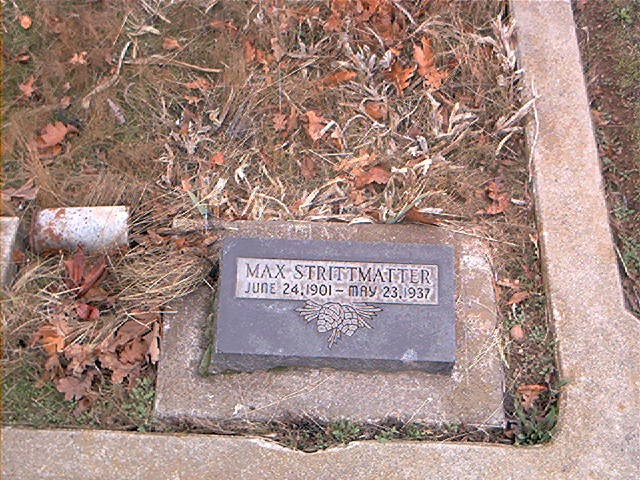 MAX STRITTMATTER
JUNE 24, 1901 – MAY 23, 1937